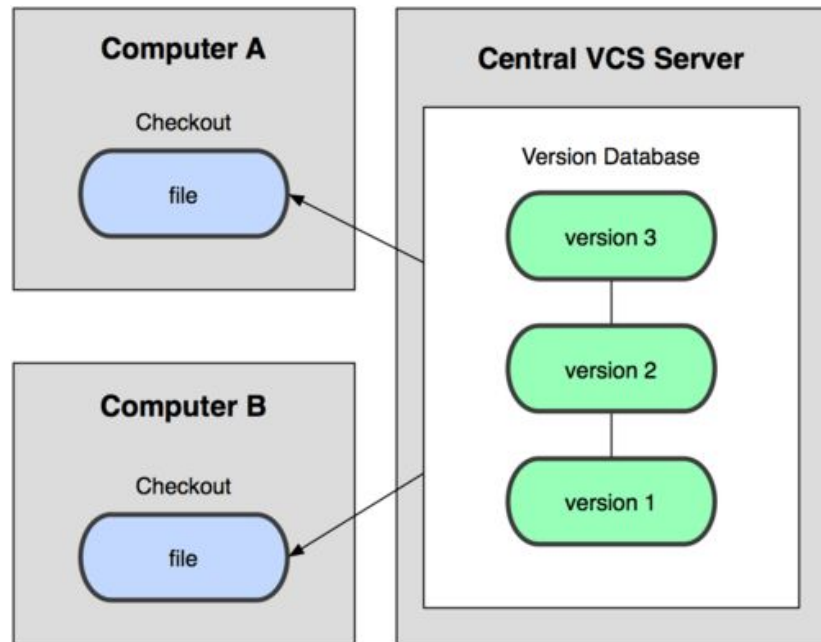 Computer A
Checkout
file
Computer B
Checkout
file
Central VCS Server
Version Database
version 3
version 2
version 1